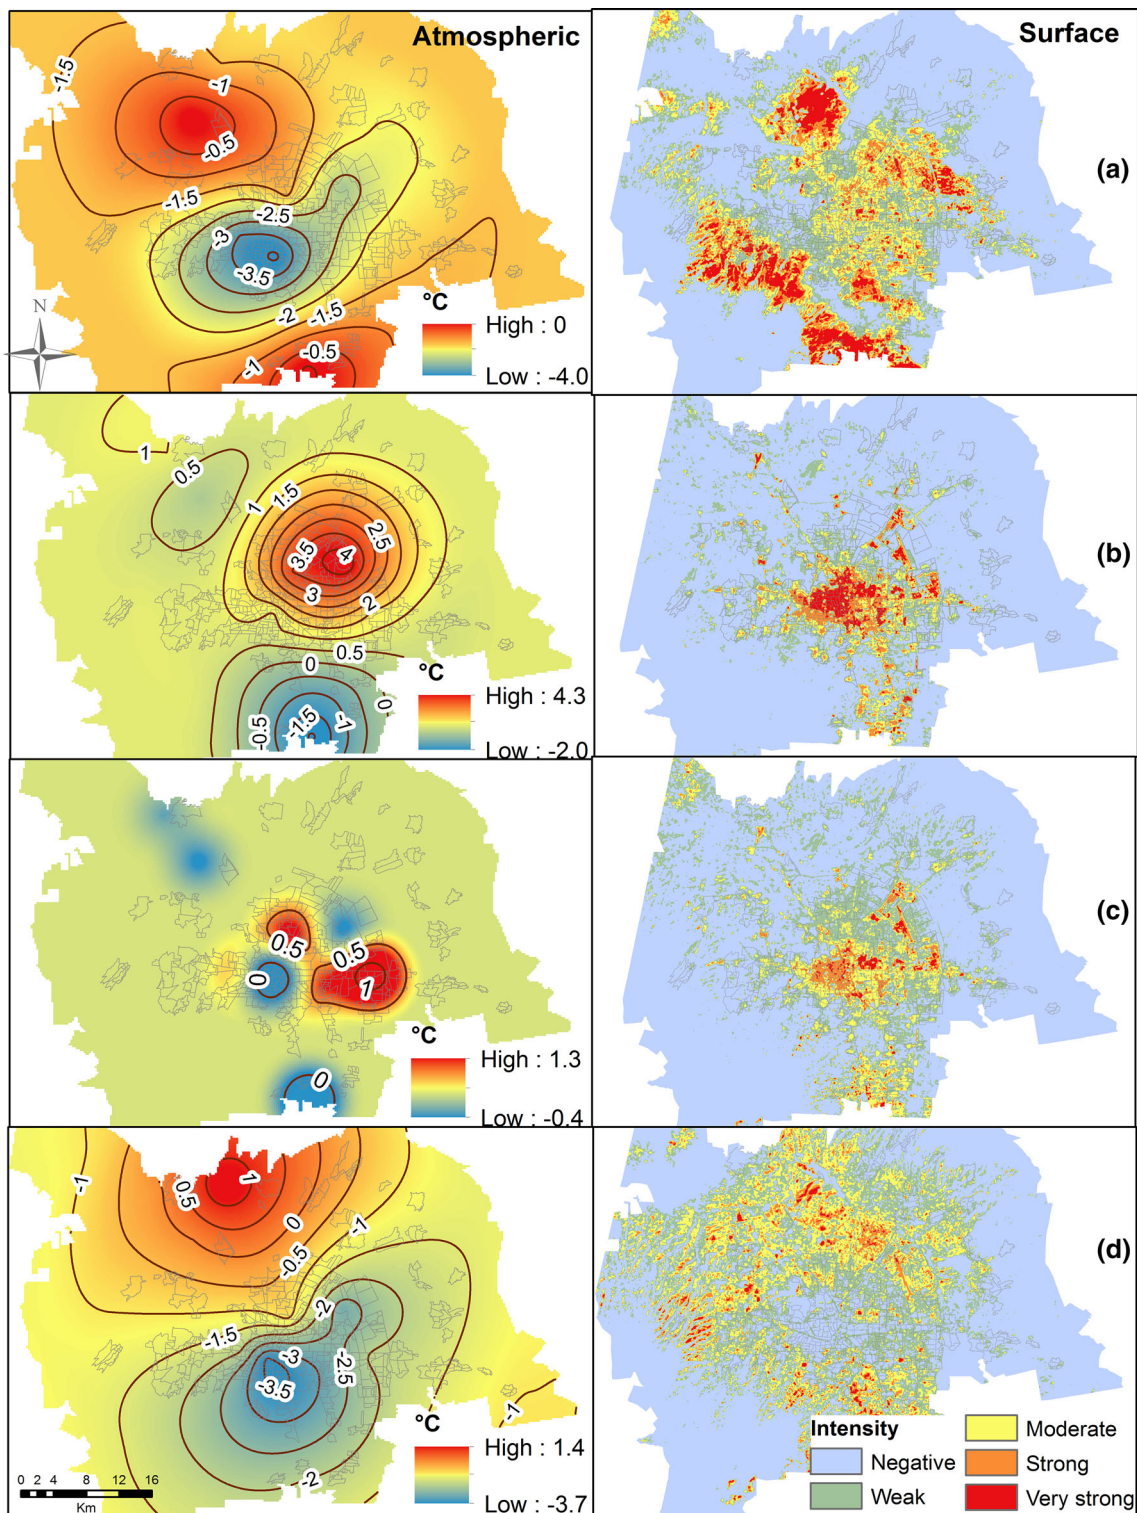 Atmospheric
Surface
-1.5
-1
-0.5
-1.5
-2.5
-3
-3.5
-2
-1.5
-0.5
-1
N
°C
High : 0
Low : -4.0
(a)
1
0.5
1
1.5
2.5
3.5
4
3
2
0.5
0
0
-0.5
-1.5
-1
°C
High : 4.3
Low : -2.0
(b)
0.5
0.5
0
1
0
°C
High : 1.3
Low : -0.4
(c)
-1
0.5
1
0
-0.5
-1
-1.5
-2
-2.5
-3
-3.5
-2
-1
°C
High : 1.4
Low : -3.7
0 2 4 8 12 16
Km
(d)
Intensity
Negative
Weak
Moderate
Strong
Very strong